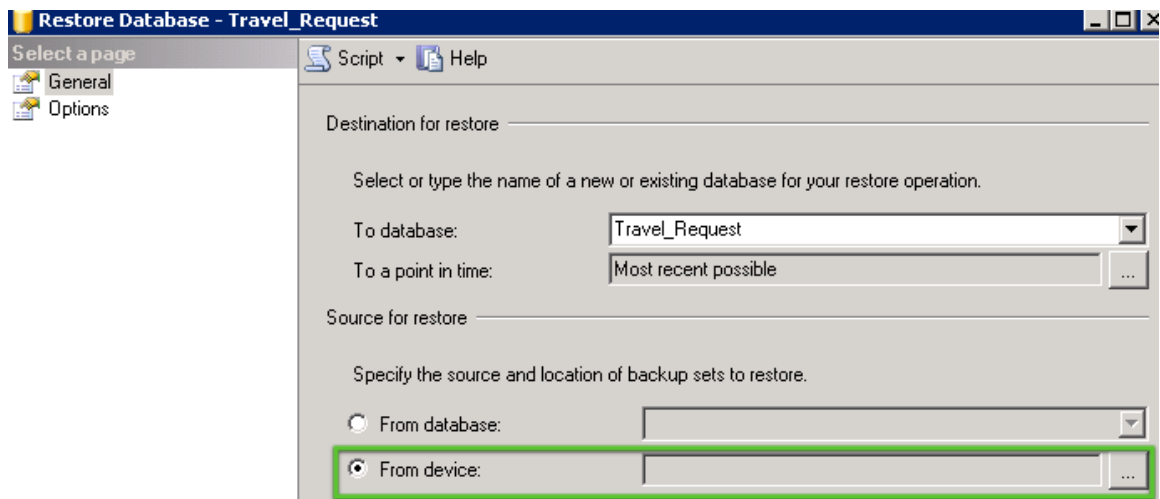 Restore Database - Travel_Request
Select a page
General
Options
Script Help
Destination for restore
Select or type the name of a new or existing database for your restore operation.
To database: Travel_Request
To a point in time: Most recent possible ...
Source for restore
Specify the source and location of backup sets to restore.
From database:
From device: ...